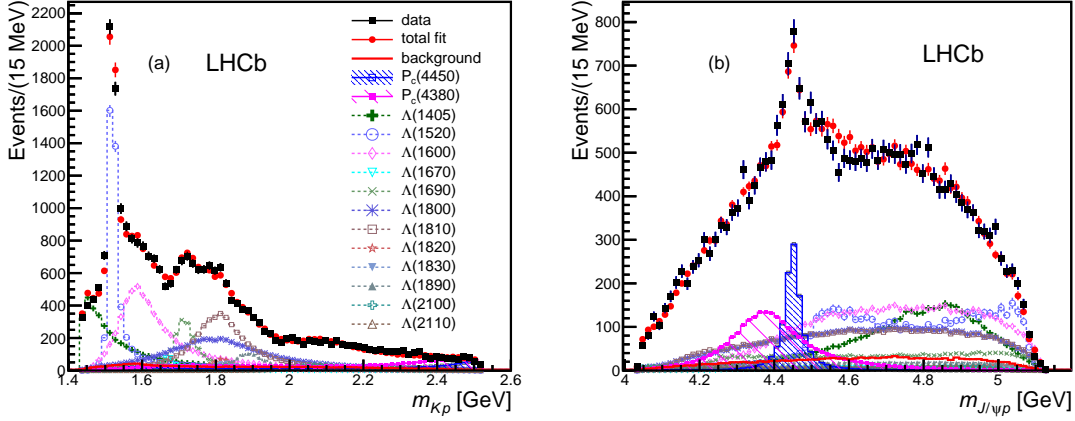 Events/(15 MeV)
2200
2000
1800
1600
1400
1200
1000
800
600
400
200
0
1.4
1.6
1.8
2
2.2
2.4
2.6
m_{Kp} [GeV]
(a)
LHCb
data
total fit
background
P_c(4450)
P_c(4380)
Λ(1405)
Λ(1520)
Λ(1600)
Λ(1670)
Λ(1690)
Λ(1800)
Λ(1810)
Λ(1820)
Λ(1830)
Λ(1890)
Λ(2100)
Λ(2110)
Events/(15 MeV)
800
700
600
500
400
300
200
100
0
4
4.2
4.4
4.6
4.8
5
m_{J/ψp} [GeV]
(b)
LHCb